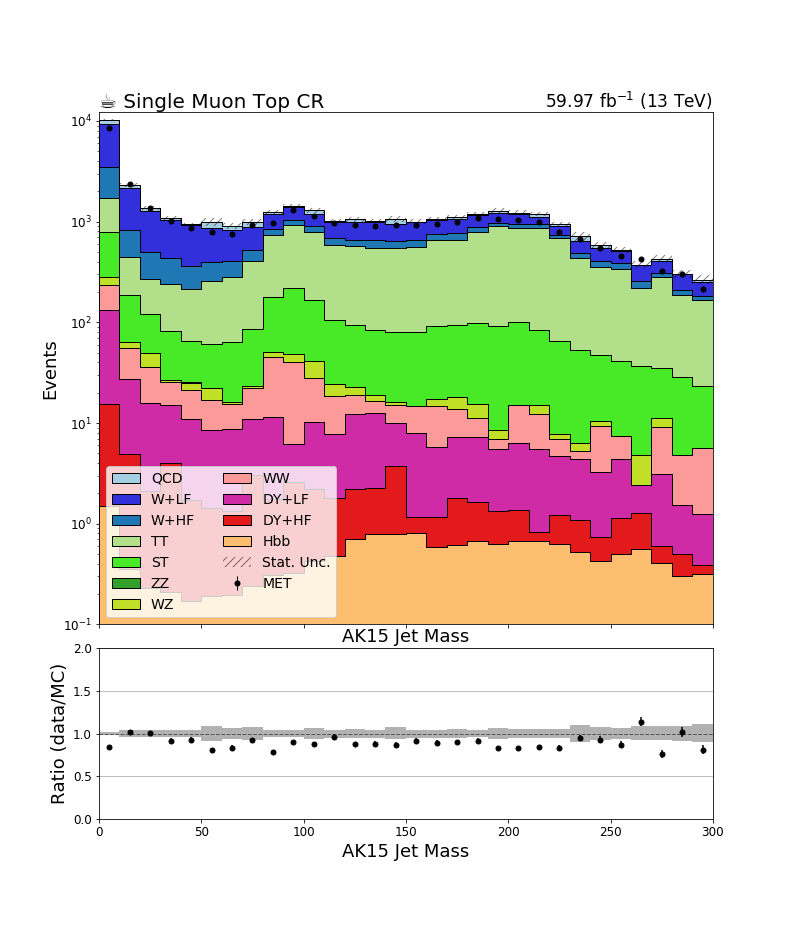 ☕ Single Muon Top CR
59.97 fb⁻¹ (13 TeV)
Events
10⁴
10³
10²
10¹
10⁰
10⁻¹
QCD
W+LF
W+HF
TT
ST
ZZ
WZ
WW
DY+LF
DY+HF
Hbb
Stat. Unc.
MET
AK15 Jet Mass
Ratio (data/MC)
2.0
1.5
1.0
0.5
0.0
0 50 100 150 200 250 300
AK15 Jet Mass